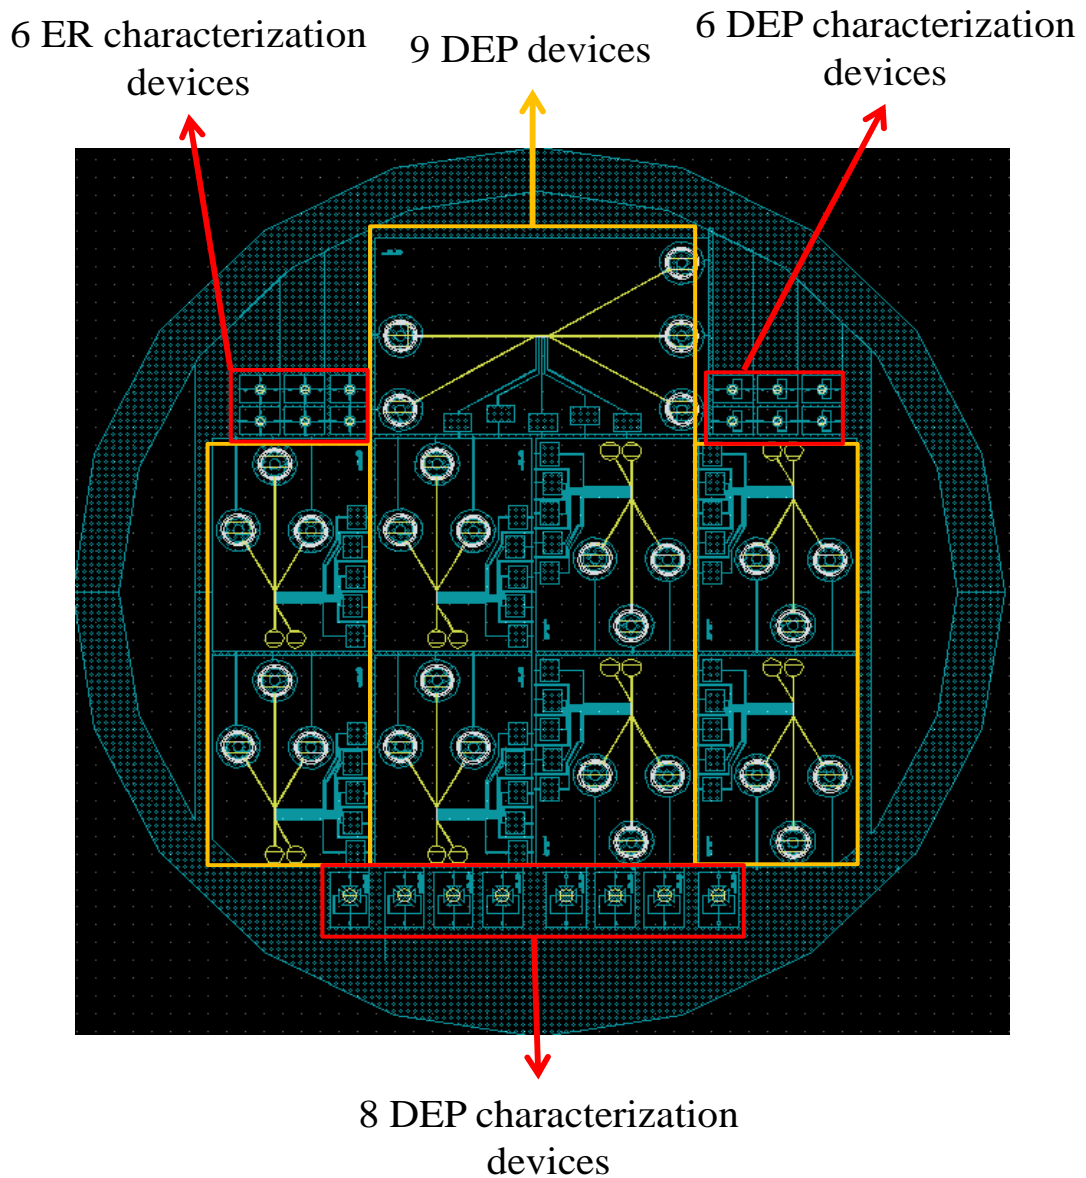 6 ER characterization
devices
9 DEP devices
6 DEP characterization
devices
8 DEP characterization
devices